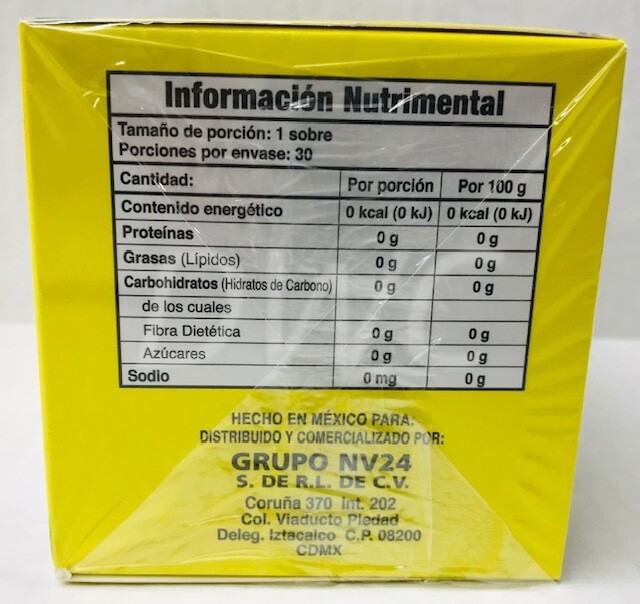 Información Nutrimental
Tamaño de porción: 1 sobre
Porciones por envase: 30
Cantidad: Por porción Por 100 g
Contenido energético 0 kcal (0 kJ) 0 kcal (0 kJ)
Proteínas 0 g 0 g
Grasas (Lípidos) 0 g 0 g
Carbohidratos (Hidratos de Carbono) 0 g 0 g
de los cuales
Fibra Dietética 0 g 0 g
Azúcares 0 g 0 g
Sodio 0 mg 0 g
HECHO EN MÉXICO PARA:
DISTRIBUIDO Y COMERCIALIZADO POR:
GRUPO NV24
S. DE R.L. DE C.V.
Coruña 370 Int. 202
Col. Viaducto Piedad
Deleg. Iztacalco C.P. 08200
CDMX